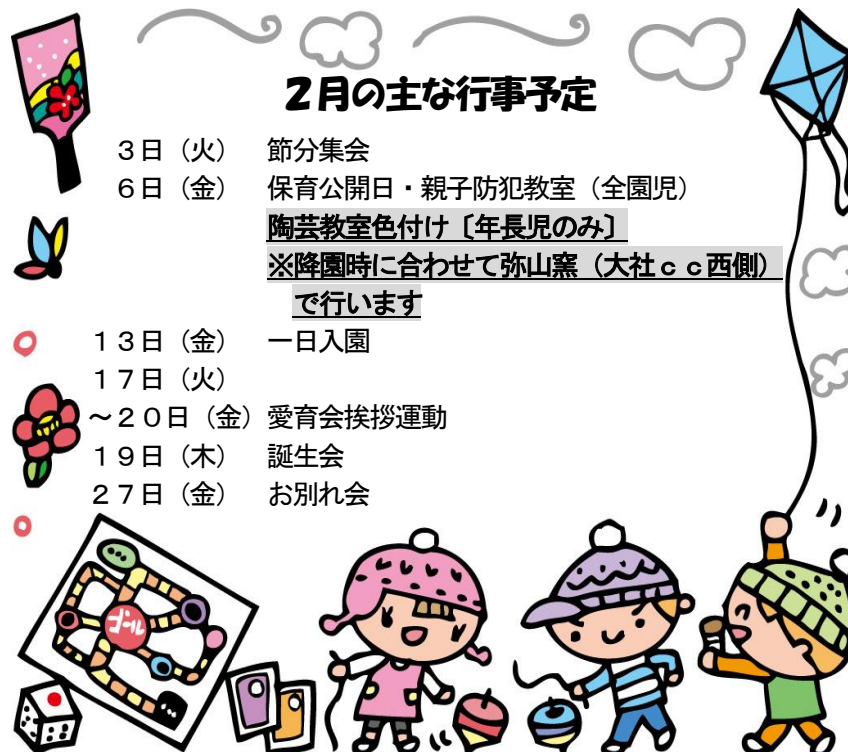 ２月の主な行事予定
３日（火）　節分集会
６日（金）　保育公開日・親子防犯教室（全園児）
陶芸教室色付け〔年長児のみ〕
※降園時に合わせて弥山窯（大社ｃｃ西側）
で行います
１３日（金）　一日入園
１７日（火）
～２０日（金）愛育会挨拶運動
１９日（木）　誕生会
２７日（金）　お別れ会
ゴール